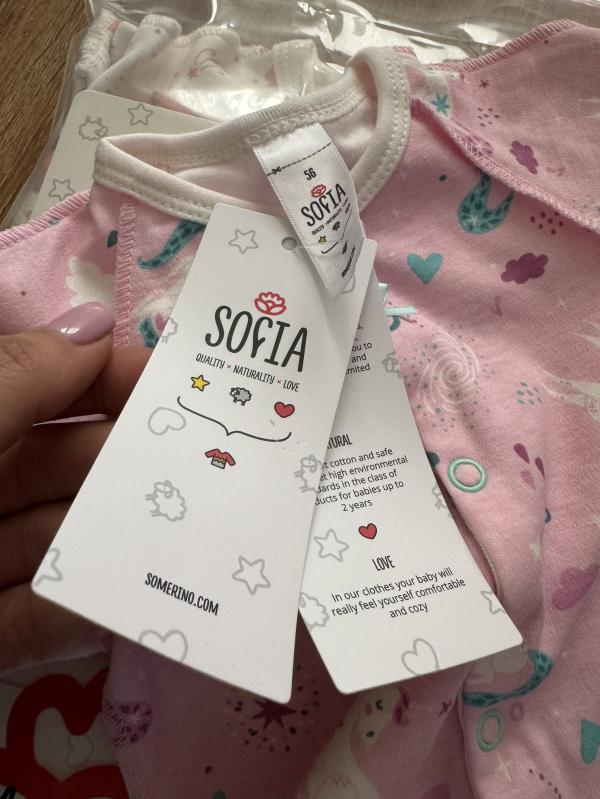 56
SOFIA
SOFIA
QUALITY × NATURALITY × LOVE
SOMERINO.COM
ou to
and
mited
cotton and safe
et high environmental
dards in the class of
ducts for babies up to
2 years
LOVE
In our clothes your baby will
really feel yourself comfortable
and cozy